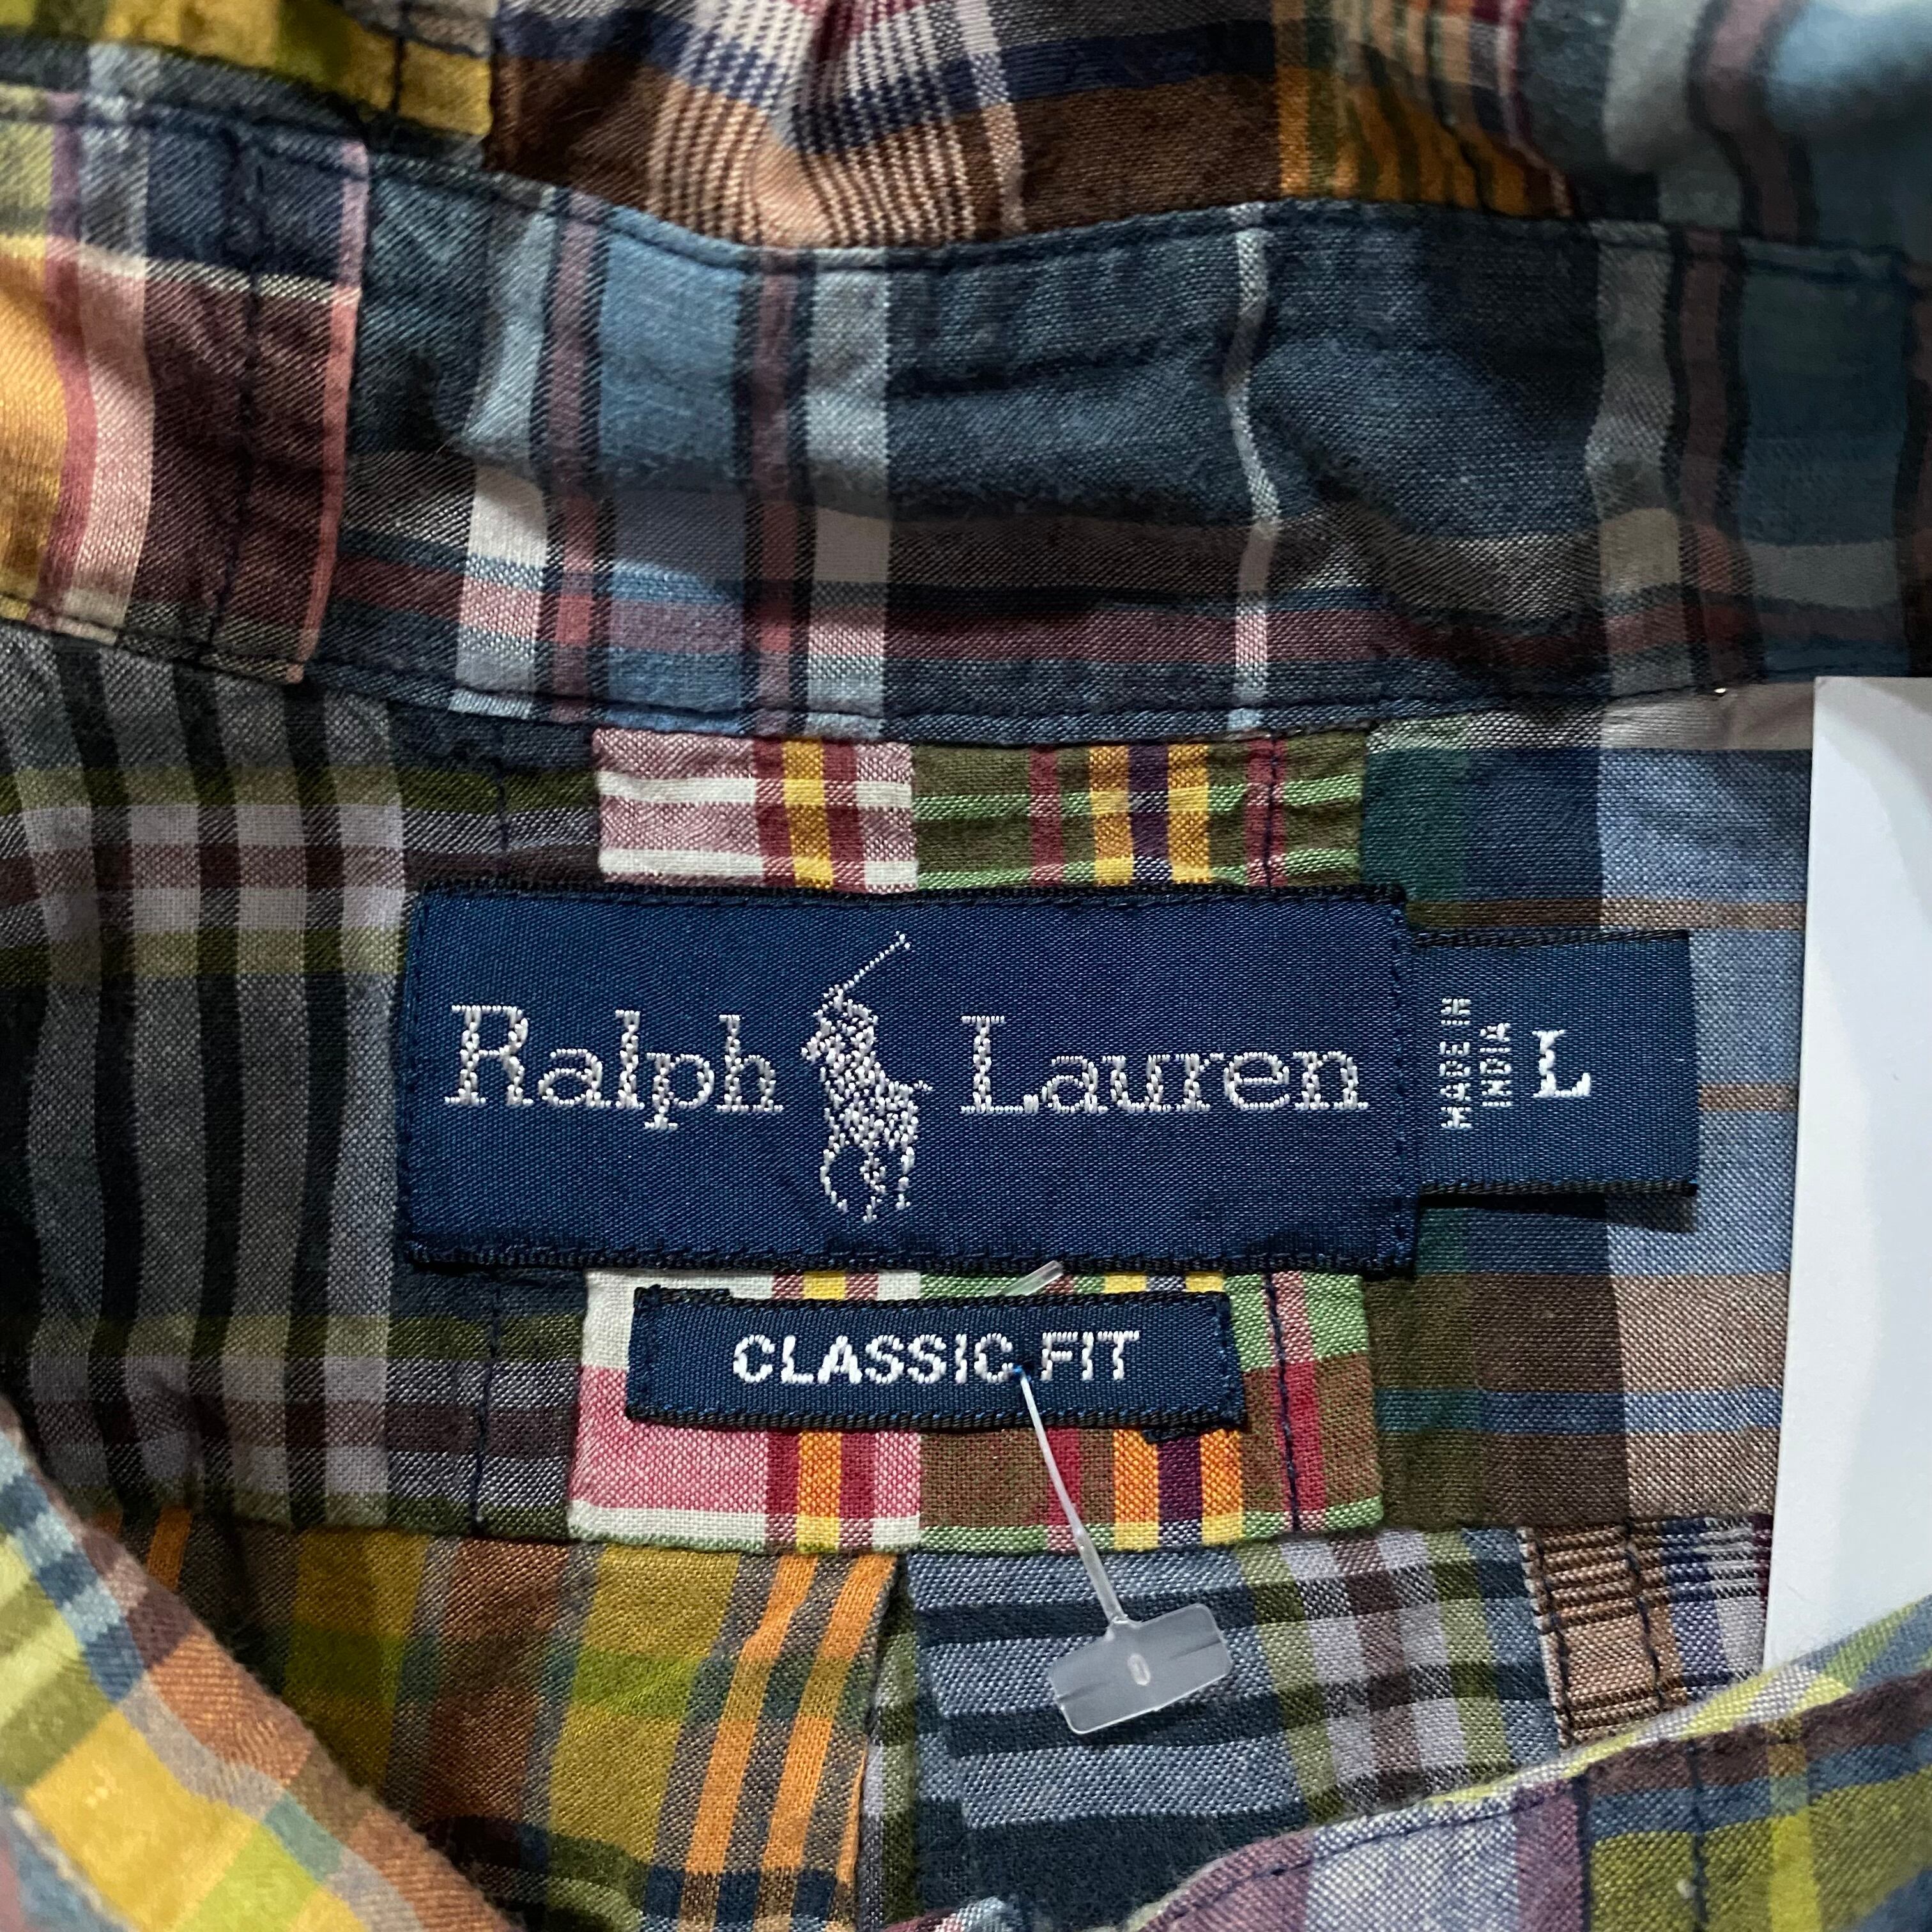 Ralph Lauren
MADE IN
INDIA
L
CLASSIC FIT